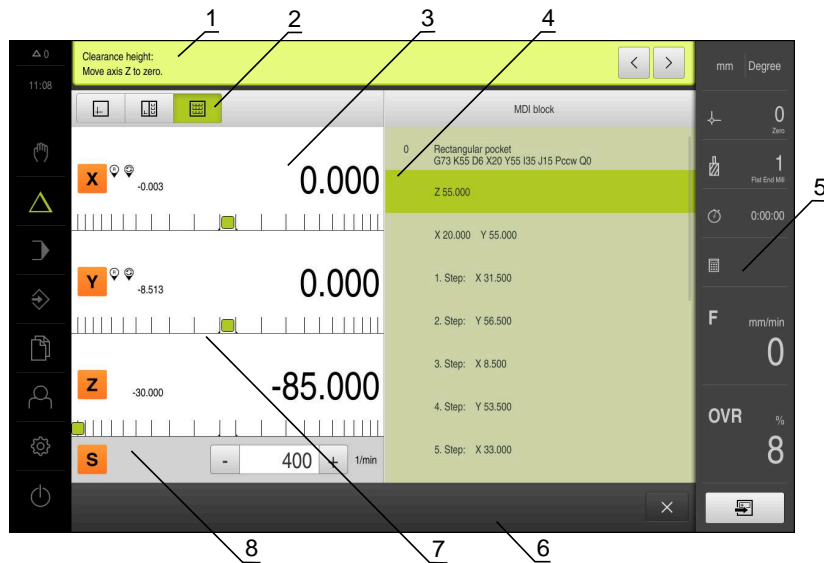 1
2
3
4
0
11:08
Clearance height:
Move axis Z to zero.
mm Degree
MDI block
0
Zero
1
Flat End Mill
0:00:00
5
X
R
-0.003
0.000
Y
R
-8.513
0.000
Z
-30.000
-85.000
S
-
400
+
1/min
0 Rectangular pocket
G73 K55 D6 X20 Y55 I35 J15 Pccw Q0
Z 55.000
X 20.000 Y 55.000
1. Step: X 31.500
2. Step: Y 56.500
3. Step: X 8.500
4. Step: Y 53.500
5. Step: X 33.000
F mm/min
0
OVR %
8
8
7
6